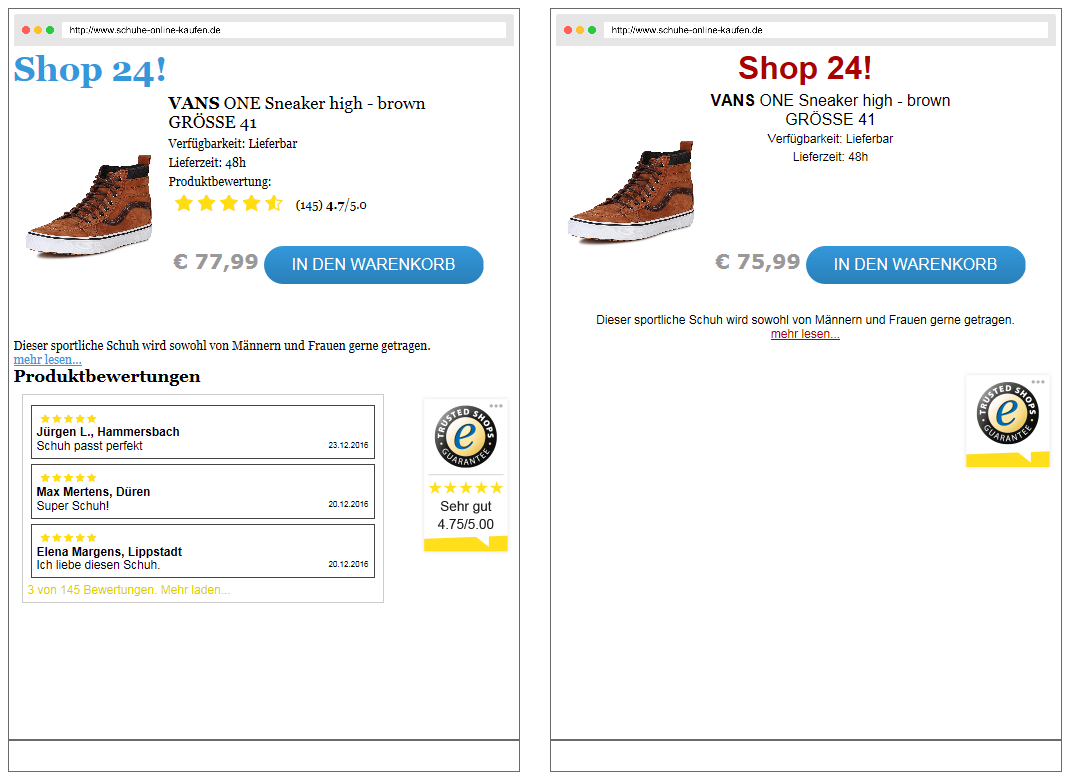 http://www.schuhe-online-kaufen.de
Shop 24!
VANS ONE Sneaker high - brown
GRÖSSE 41
Verfügbarkeit: Lieferbar
Lieferzeit: 48h
Produktbewertung:
(145) 4.7/5.0
€ 77,99 IN DEN WARENKORB
Dieser sportliche Schuh wird sowohl von Männern und Frauen gerne getragen.
mehr lesen...
Produktbewertungen
Jürgen L., Hammersbach
Schuh passt perfekt 23.12.2016
Max Mertens, Düren
Super Schuh! 20.12.2016
Elena Margens, Lippstadt
Ich liebe diesen Schuh. 20.12.2016
3 von 145 Bewertungen. Mehr laden...
TRUSTED SHOPS
e
GUARANTEE
Sehr gut
4.75/5.00
http://www.schuhe-online-kaufen.de
Shop 24!
VANS ONE Sneaker high - brown
GRÖSSE 41
Verfügbarkeit: Lieferbar
Lieferzeit: 48h
€ 75,99 IN DEN WARENKORB
Dieser sportliche Schuh wird sowohl von Männern und Frauen gerne getragen.
mehr lesen...
TRUSTED SHOPS
e
GUARANTEE